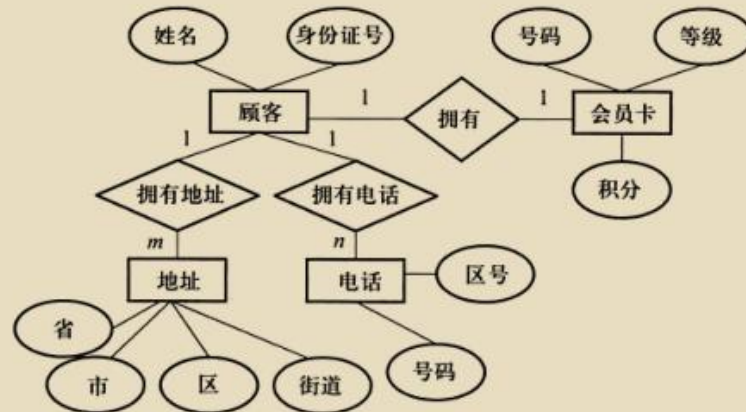 姓名
身份证号
号码
等级
顾客
1
拥有
1
会员卡
1
1
积分
拥有地址
拥有电话
m
n
地址
电话
区号
省
市
区
街道
号码